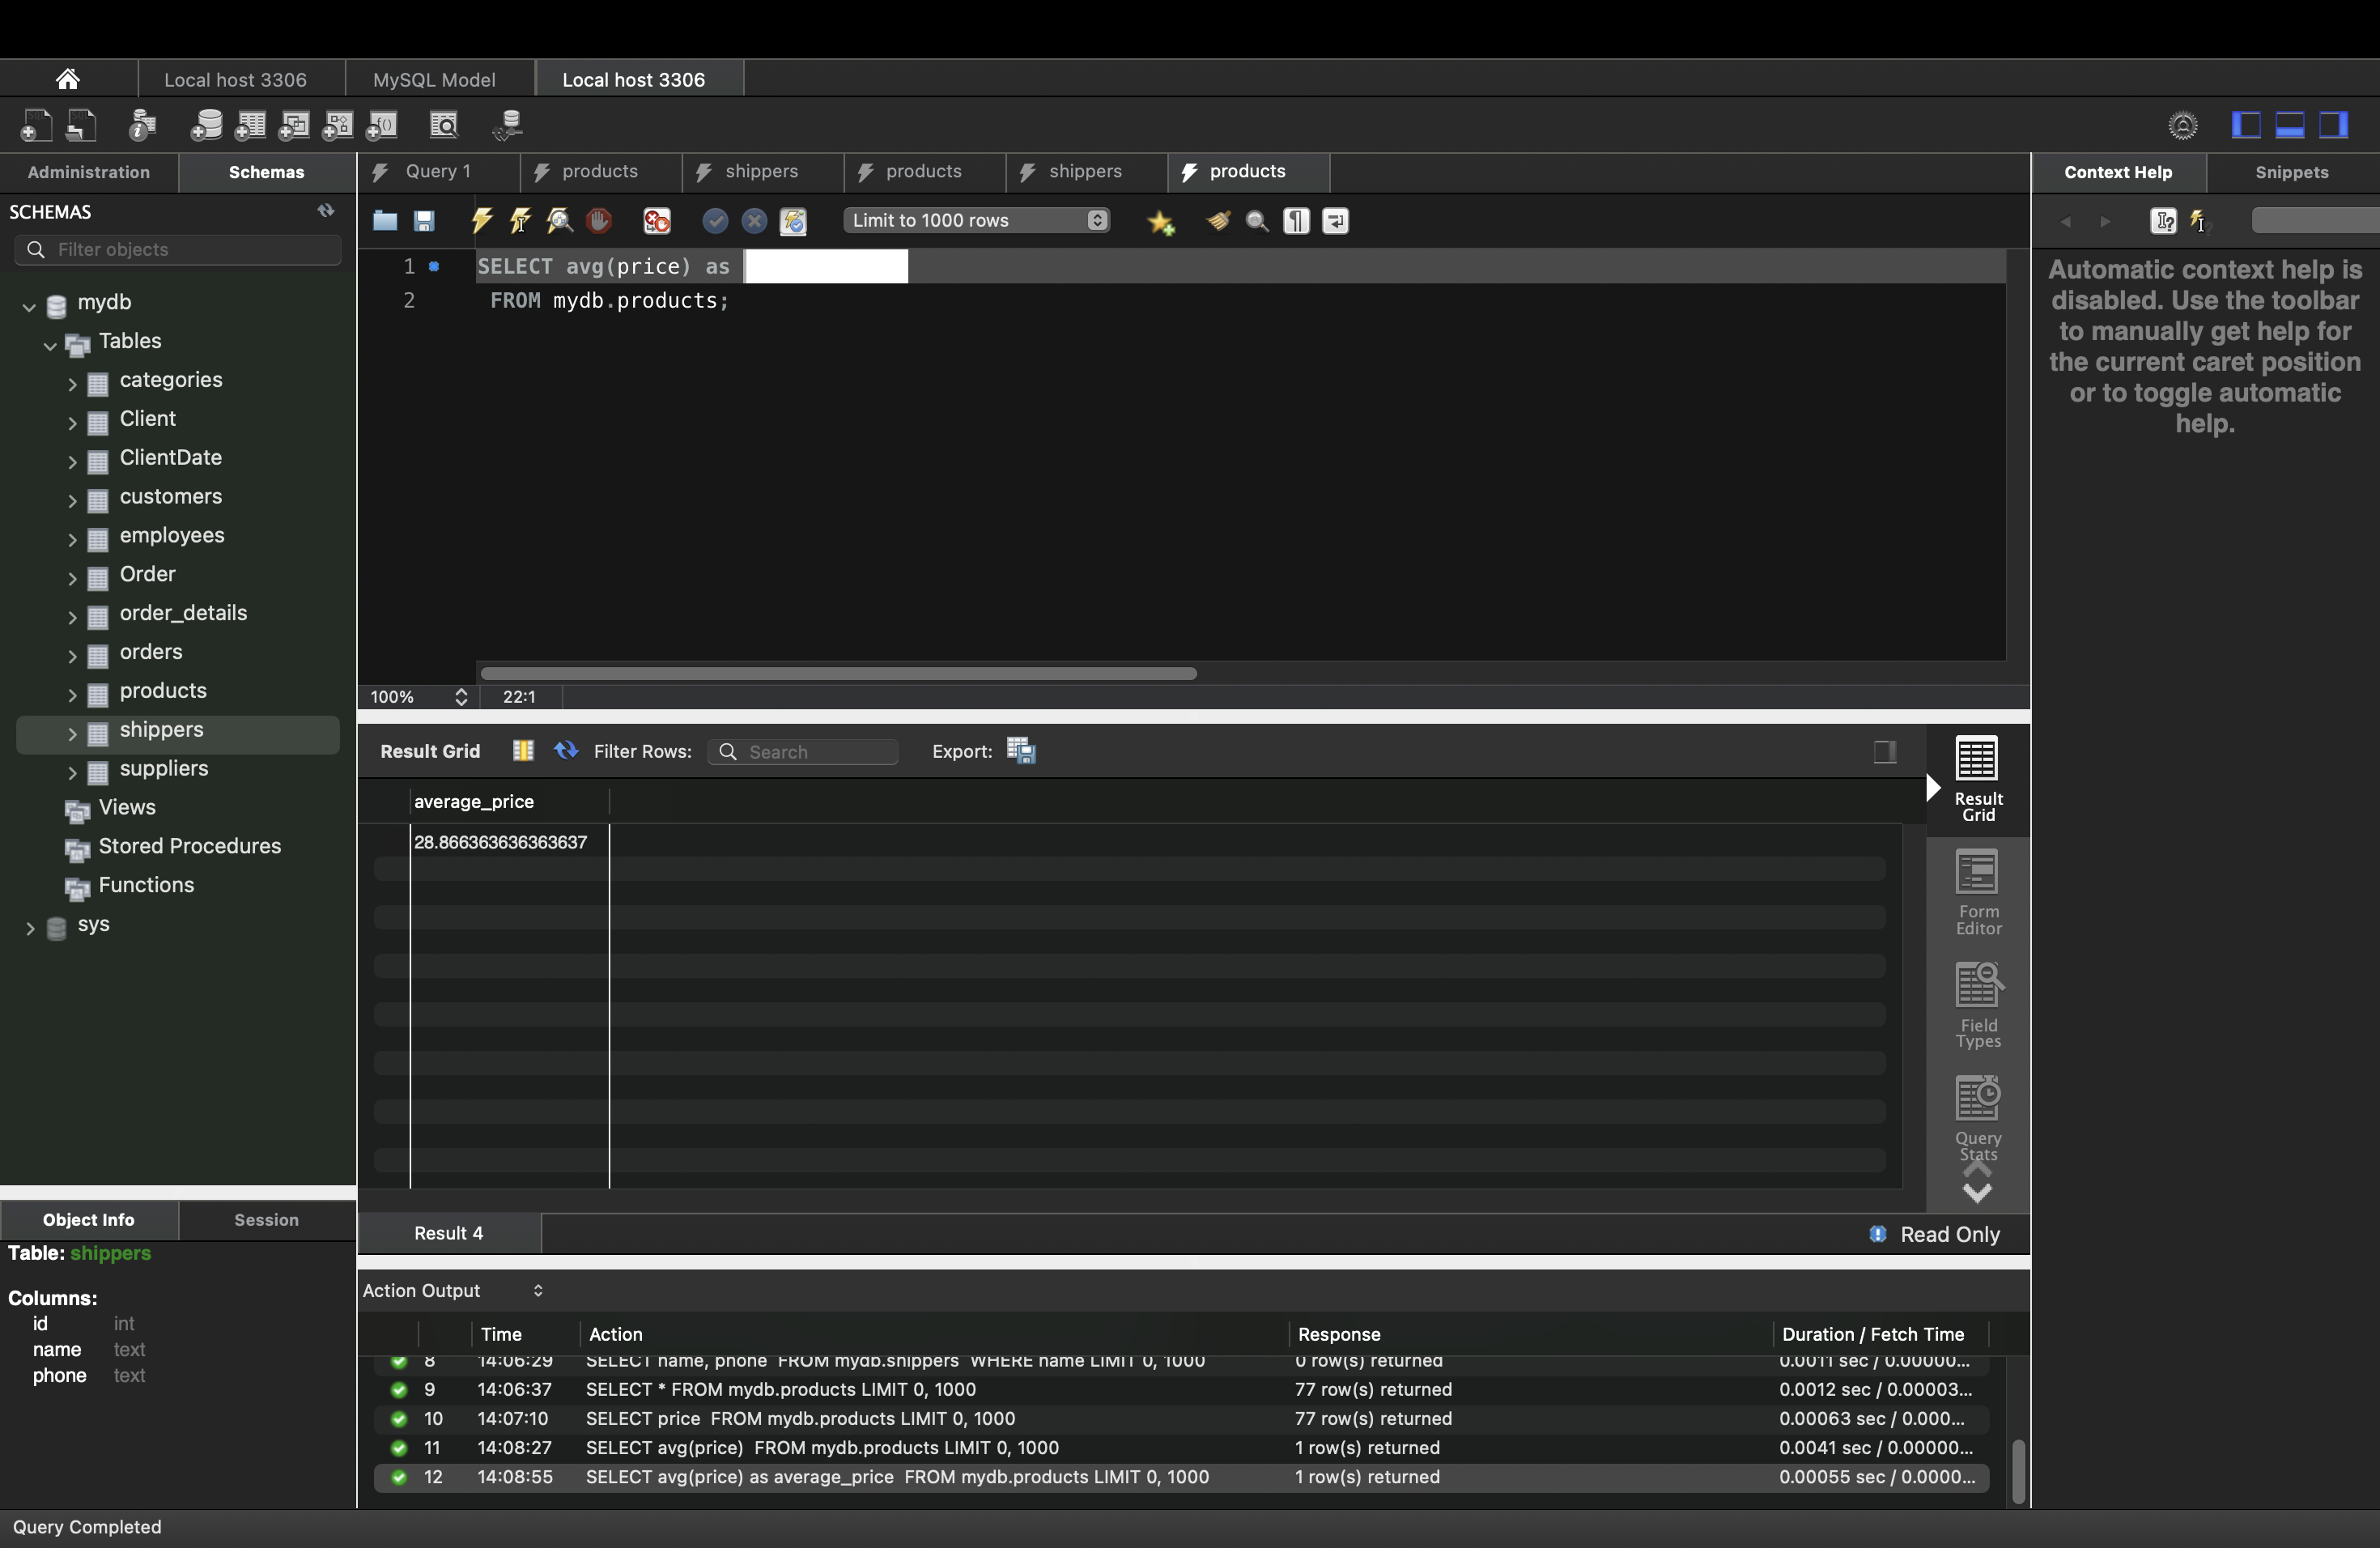 Local host 3306
MySQL Model
Local host 3306
Administration
Schemas
SCHEMAS
Filter objects
mydb
Tables
categories
Client
ClientDate
customers
employees
Order
order_details
orders
products
shippers
suppliers
Views
Stored Procedures
Functions
sys
Object Info
Session
Table: shippers
Columns:
id int
name text
phone text
Query 1
products
shippers
products
shippers
products
Limit to 1000 rows
1 SELECT avg(price) as
2 FROM mydb.products;
100% 22:1
Result Grid
Filter Rows:
Search
Export:
average_price
28.866363636363637
Result
Grid
Form
Editor
Field
Types
Query
Stats
Result 4
Read Only
Action Output
Time Action Response Duration / Fetch Time
8 14:06:29 SELECT name, phone FROM mydb.shippers WHERE name LIMIT 0, 1000 0 row(s) returned 0.0011 sec / 0.00000...
9 14:06:37 SELECT * FROM mydb.products LIMIT 0, 1000 77 row(s) returned 0.0012 sec / 0.00003...
10 14:07:10 SELECT price FROM mydb.products LIMIT 0, 1000 77 row(s) returned 0.00063 sec / 0.000...
11 14:08:27 SELECT avg(price) FROM mydb.products LIMIT 0, 1000 1 row(s) returned 0.0041 sec / 0.00000...
12 14:08:55 SELECT avg(price) as average_price FROM mydb.products LIMIT 0, 1000 1 row(s) returned 0.00055 sec / 0.0000...
Query Completed
Context Help
Snippets
Automatic context help is
disabled. Use the toolbar
to manually get help for
the current caret position
or to toggle automatic
help.